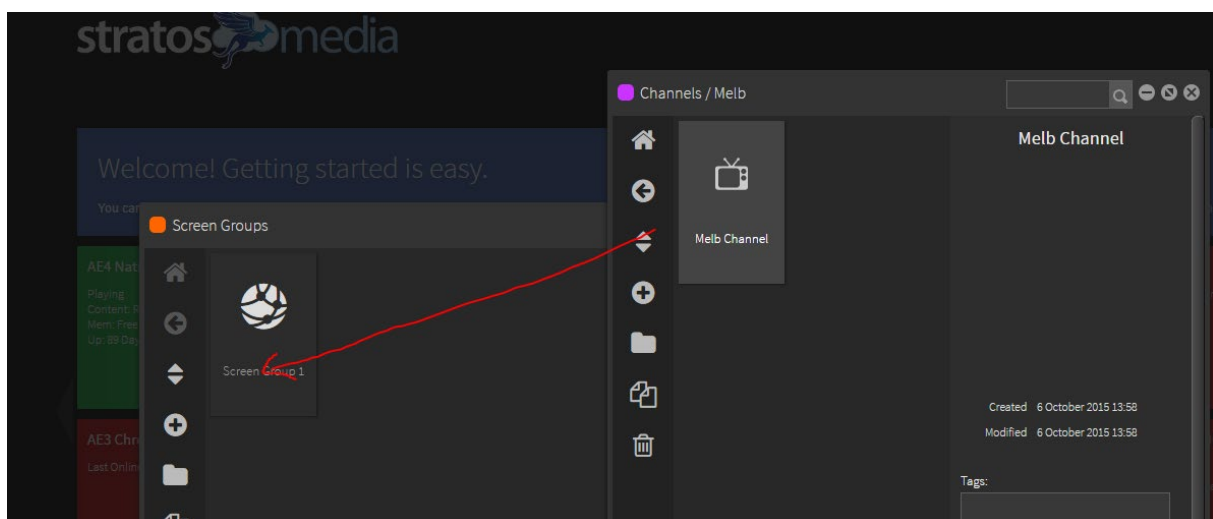 stratos media
Channels / Melb
Melb Channel
Welcome! Getting started is easy.
You can
Screen Groups
Melb Channel
AE4 Nat
Playing
Content:
Mem: Free
Up: 89 Day
Screen Group 1
Created 6 October 2015 13:58
Modified 6 October 2015 13:58
AE3 Chr
Last Onlin
Tags: